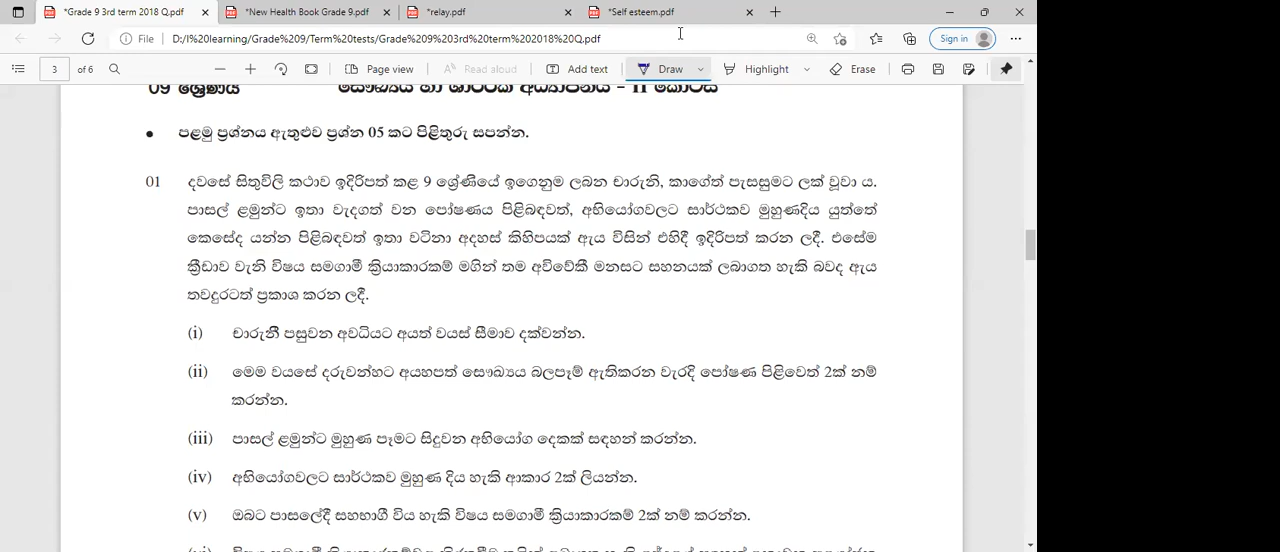 *Grade 9 3rd term 2018 Q.pdf
*New Health Book Grade 9.pdf
*relay.pdf
*Self esteem.pdf
File
D:/I%20learning/Grade%209/Term%20tests/Grade%209%203rd%20term%202018%20Q.pdf
Sign in
3 of 6
Page view
Read aloud
Add text
Draw
Highlight
Erase
09 ශ්‍රේණිය සෞඛ්‍යය හා ශාරීරික අධ්‍යාපනය - II කොටස
• පළමු ප්‍රශ්නය ඇතුළුව ප්‍රශ්න 05 කට පිළිතුරු සපන්න.
01 දවසේ සිතුවිලි කථාව ඉදිරිපත් කළ 9 ශ්‍රේණියේ ඉගෙනුම ලබන චාරුනි, කාගේත් පැසසුමට ලක් වූවා ය.
පාසල් ළමුන්ට ඉතා වැදගත් වන පෝෂණය පිළිබඳවත්, අභියෝගවලට සාර්ථකව මුහුණදිය යුත්තේ
කෙසේද යන්න පිළිබඳවත් ඉතා වටිනා අදහස් කිහිපයක් ඇය විසින් එහිදී ඉදිරිපත් කරන ලදී. එසේම
ක්‍රීඩාව වැනි විෂය සමගාමී ක්‍රියාකාරකම් මගින් තම අවිවේකී මනසට සහනයක් ලබාගත හැකි බවද ඇය
තවදුරටත් ප්‍රකාශ කරන ලදී.
(i) චාරුනී පසුවන අවධියට අයත් වයස් සීමාව දක්වන්න.
(ii) මෙම වයසේ දරුවන්හට අයහපත් සෞඛ්‍යය බලපෑම් ඇතිකරන වැරදි පෝෂණ පිළිවෙත් 2ක් නම්
කරන්න.
(iii) පාසල් ළමුන්ට මුහුණ පෑමට සිදුවන අභියෝග දෙකක් සඳහන් කරන්න.
(iv) අභියෝගවලට සාර්ථකව මුහුණ දිය හැකි ආකාර 2ක් ලියන්න.
(v) ඔබට පාසලේදී සහභාගී විය හැකි විෂය සමගාමී ක්‍රියාකාරකම් 2ක් නම් කරන්න.